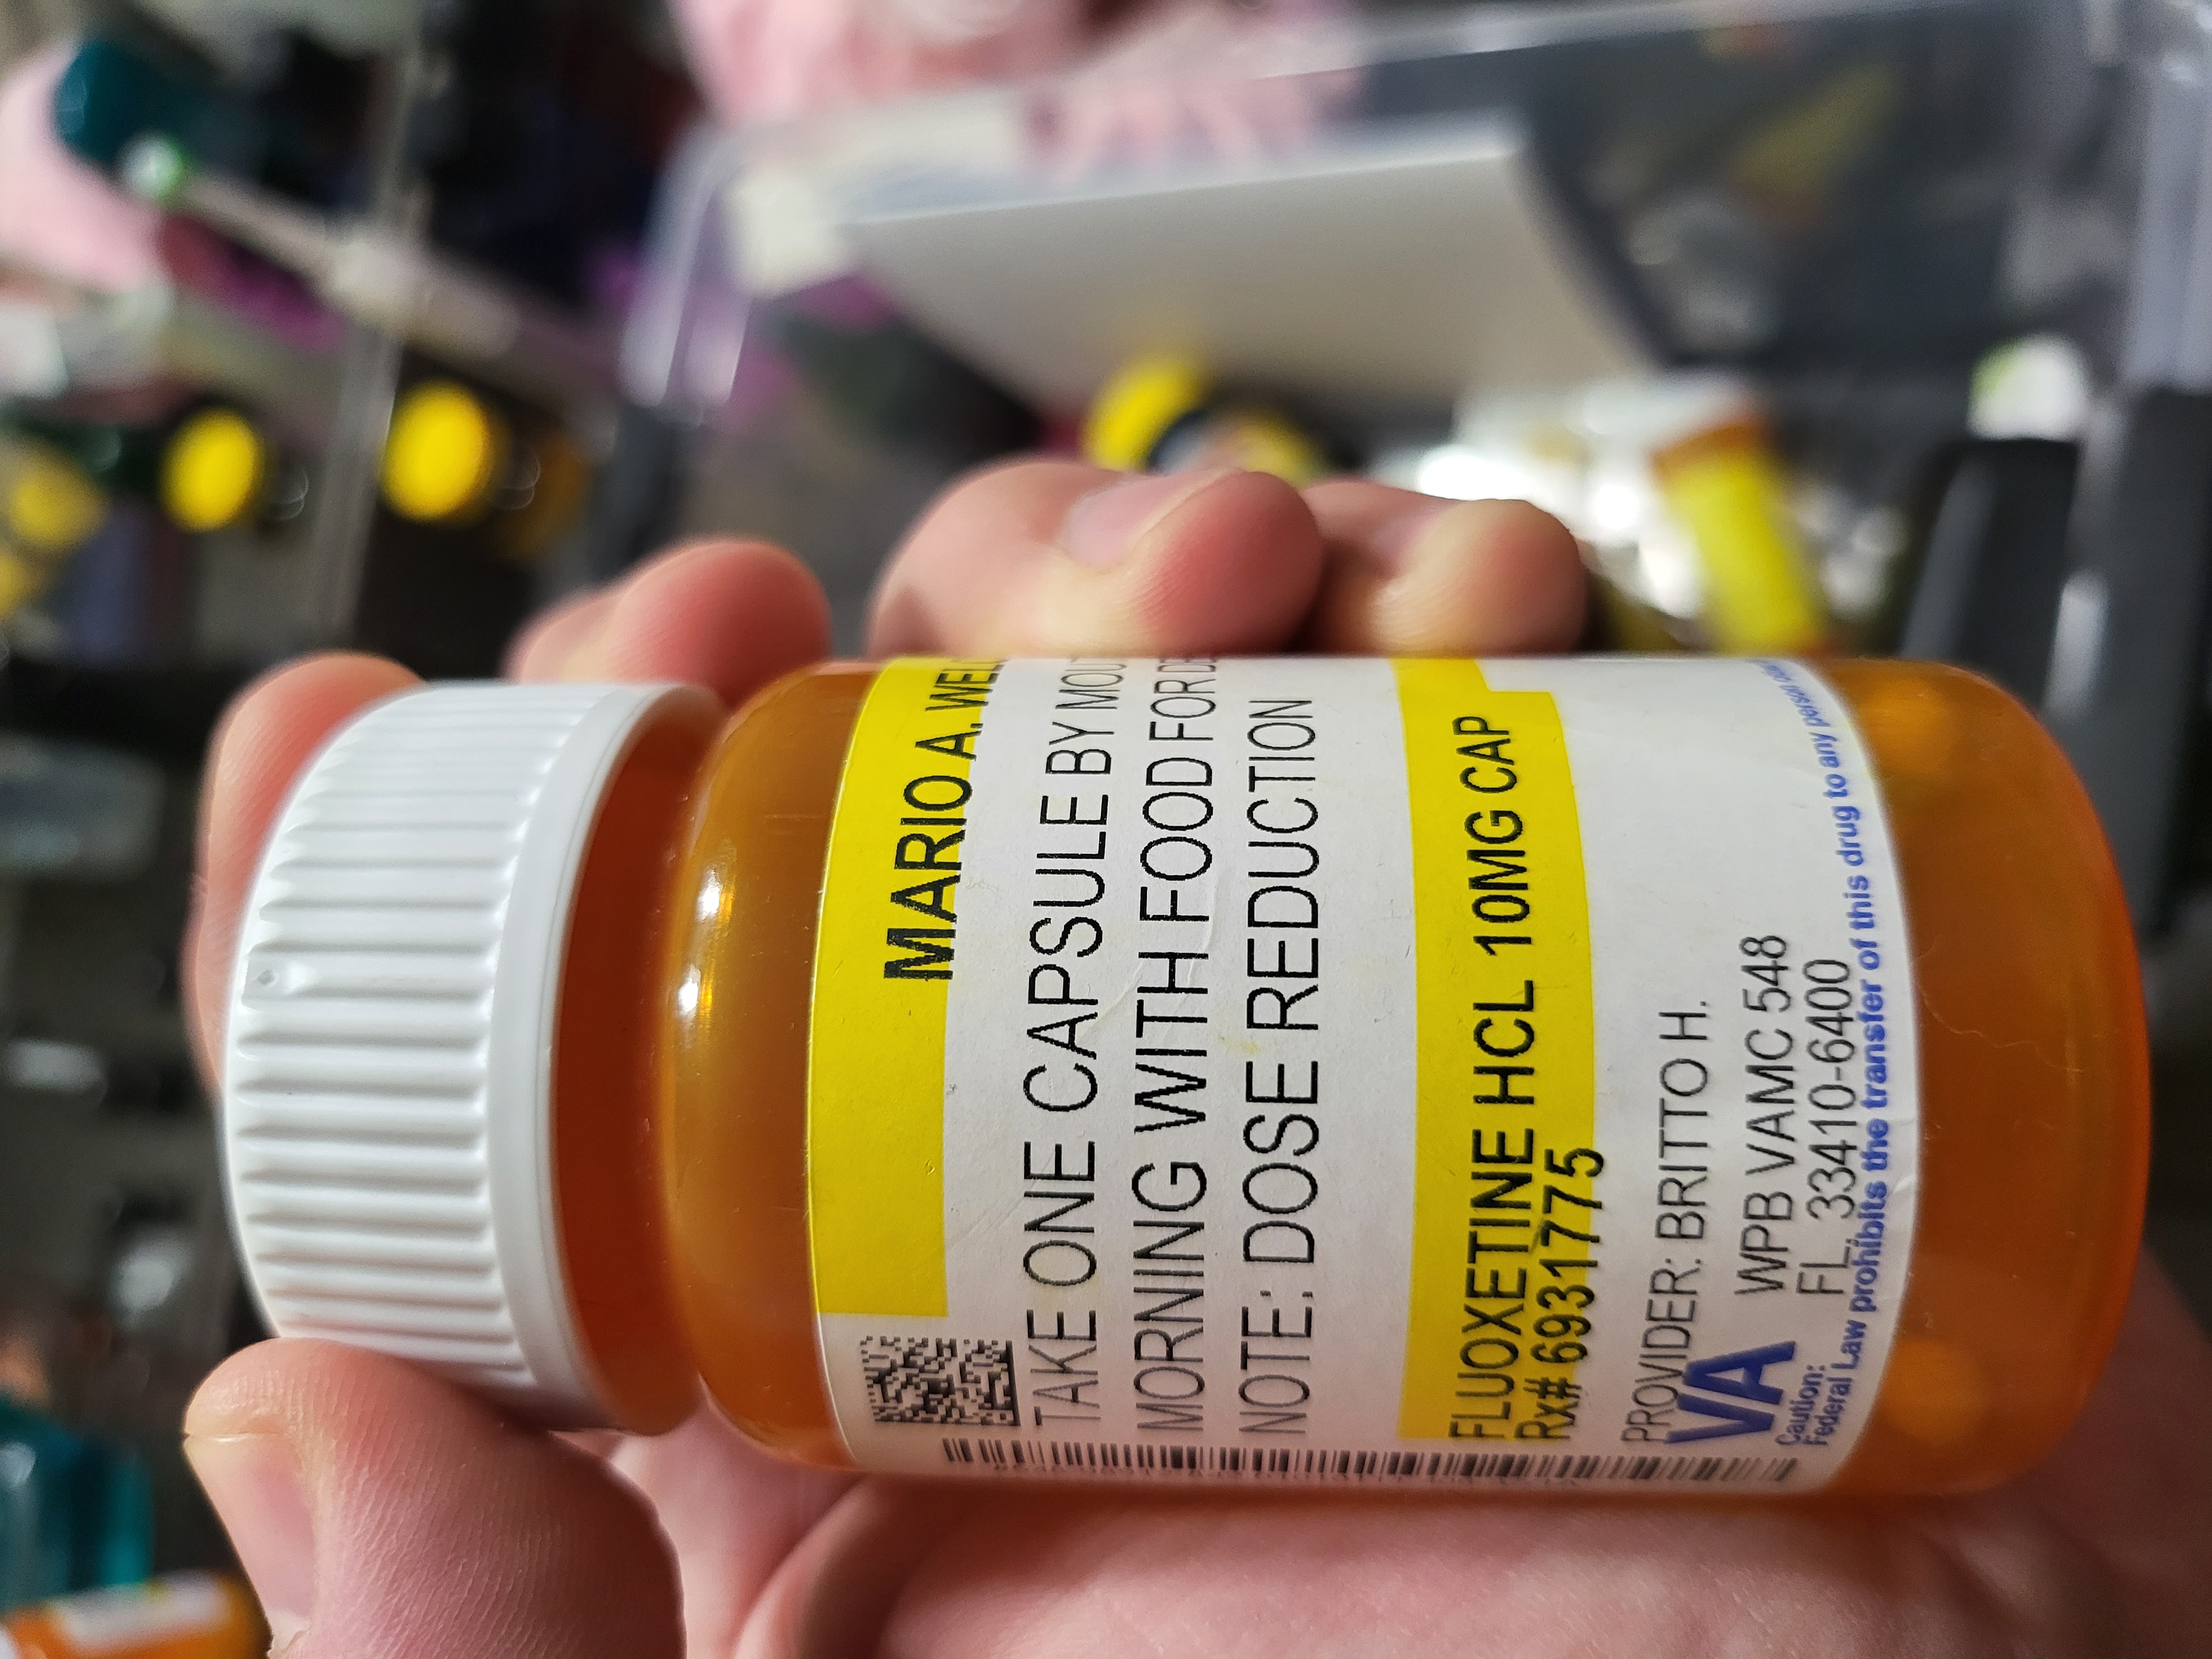 MARIO A. WEL
TAKE ONE CAPSULE BY MOUT
MORNING WITH FOOD FOR DE
NOTE: DOSE REDUCTION
FLUOXETINE HCL 10MG CAP
Rx# 6931775
PROVIDER: BRITTO H.
VA
WPB VAMC 548
FL, 33410-6400
Caution:
Federal Law prohibits the transfer of this drug to any person